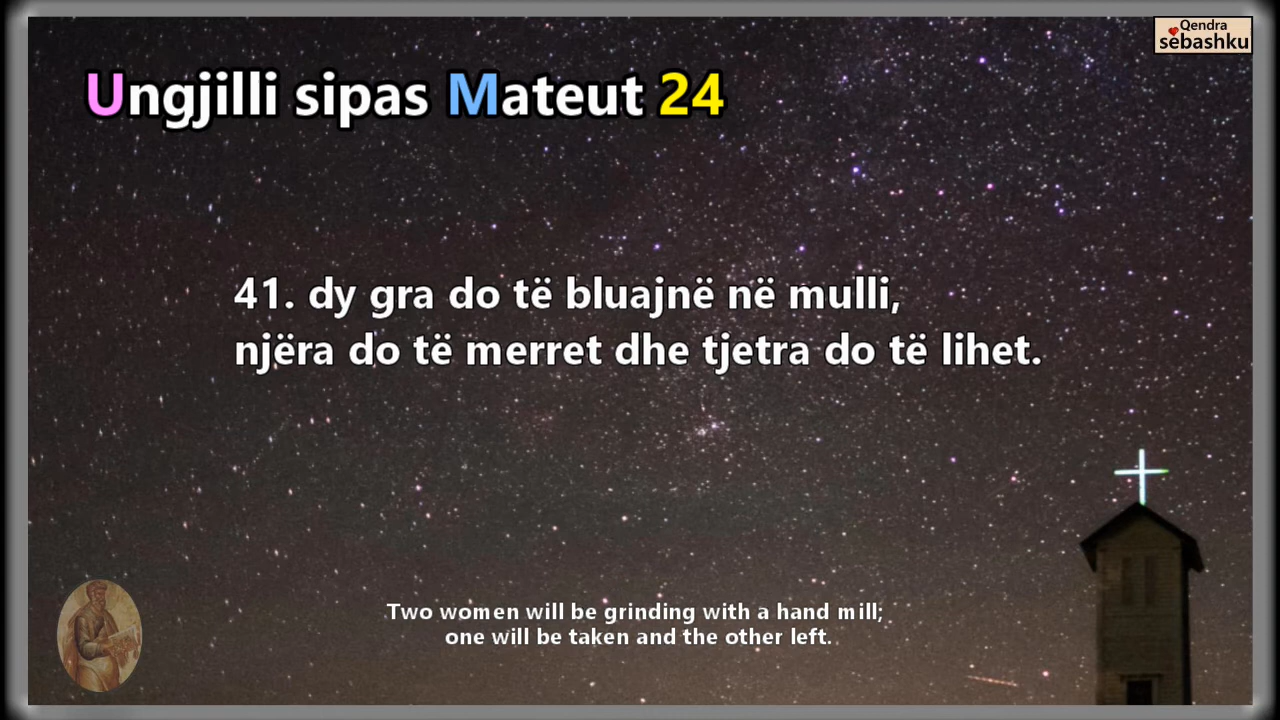 Qendra
sëbashku
Ungjilli sipas Mateut 24
41. dy gra do të bluajnë në mulli,
njëra do të merret dhe tjetra do të lihet.
Two women will be grinding with a hand mill;
one will be taken and the other left.